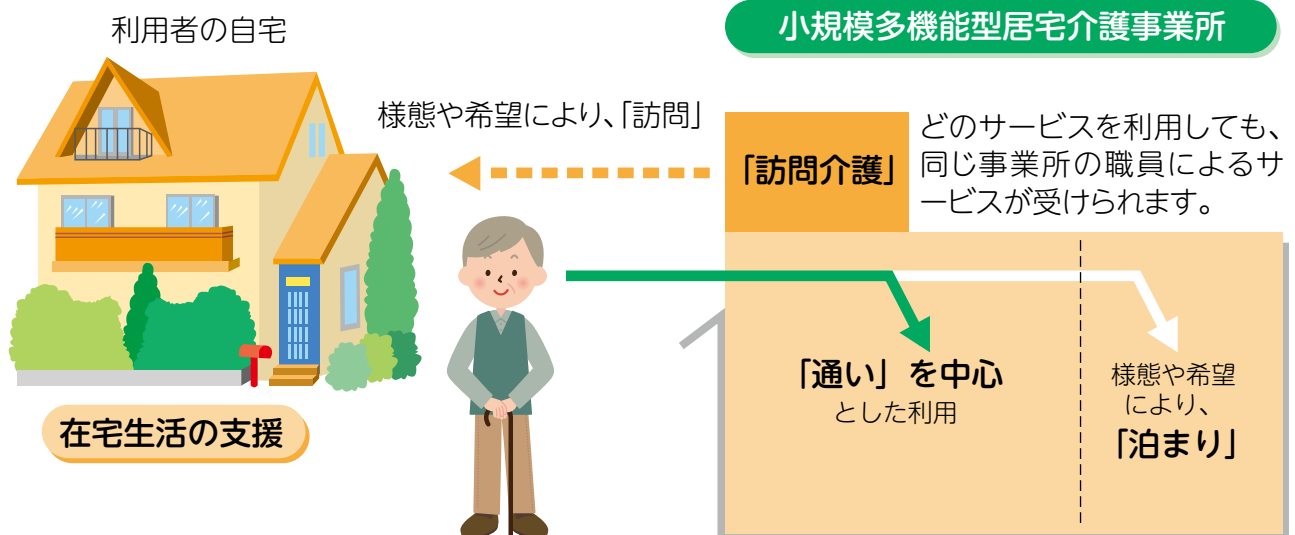 利用者の自宅
小規模多機能型居宅介護事業所
様態や希望により、「訪問」
「訪問介護」
どのサービスを利用しても、
同じ事業所の職員によるサ
ービスが受けられます。
「通い」を中心
とした利用
様態や希望
により、
「泊まり」
在宅生活の支援